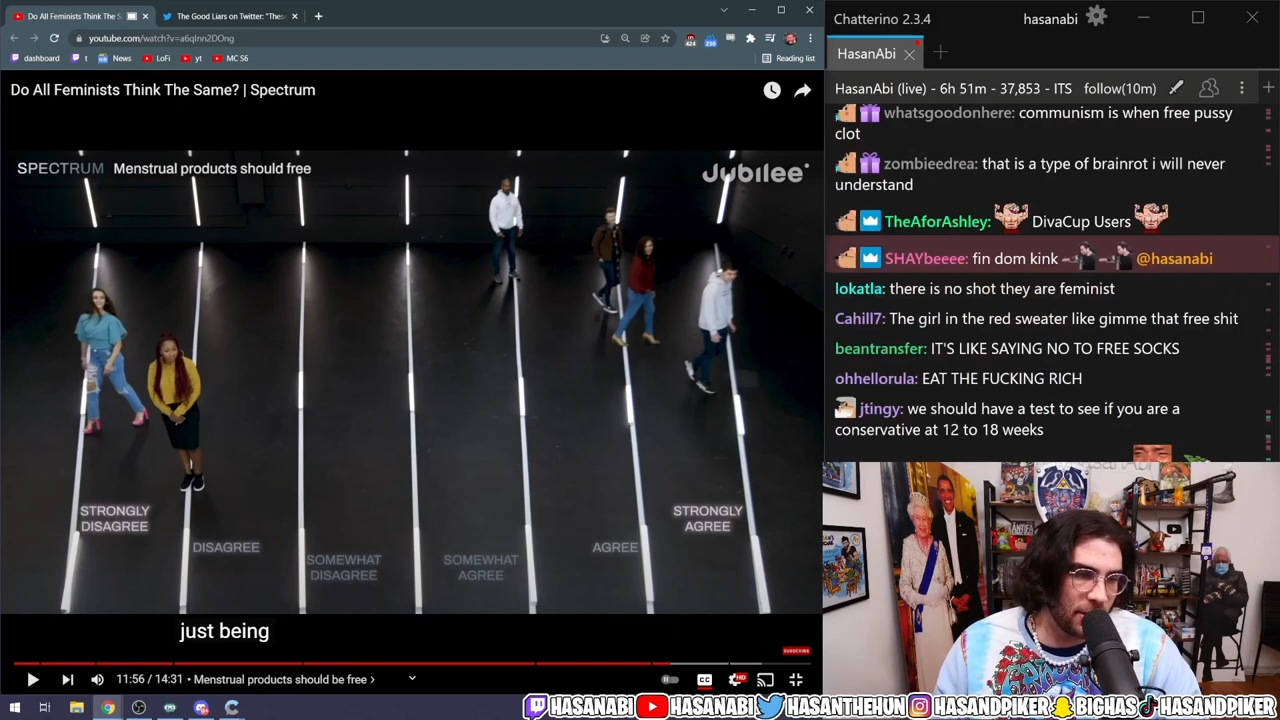 Do All Feminists Think The S
The Good Liars on Twitter: "Thes
youtube.com/watch?v=a6qInn2DOng
dashboard
t
News
LoFi
yt
MC S6
Reading list
Do All Feminists Think The Same? | Spectrum
SPECTRUM Menstrual products should free
Jubilee
STRONGLY
DISAGREE
DISAGREE
SOMEWHAT
DISAGREE
SOMEWHAT
AGREE
AGREE
STRONGLY
AGREE
just being
SUBSCRIBE
11:56 / 14:31 • Menstrual products should be free >
CC
HD
Chatterino 2.3.4
hasanabi
HasanAbi
HasanAbi (live) - 6h 51m - 37,853 - ITS
follow(10m)
whatsgoodonhere: communism is when free pussy
clot
zombieedrea: that is a type of brainrot i will never
understand
TheAforAshley: DivaCup Users
SHAYbeeee: fin dom kink @hasanabi
lokatla: there is no shot they are feminist
Cahill7: The girl in the red sweater like gimme that free shit
beantransfer: IT'S LIKE SAYING NO TO FREE SOCKS
ohhellorula: EAT THE FUCKING RICH
jtingy: we should have a test to see if you are a
conservative at 12 to 18 weeks
HASANABI HASANABI HASANTHEHUN HASANDPIKER BIGHAS HASANDPIKER